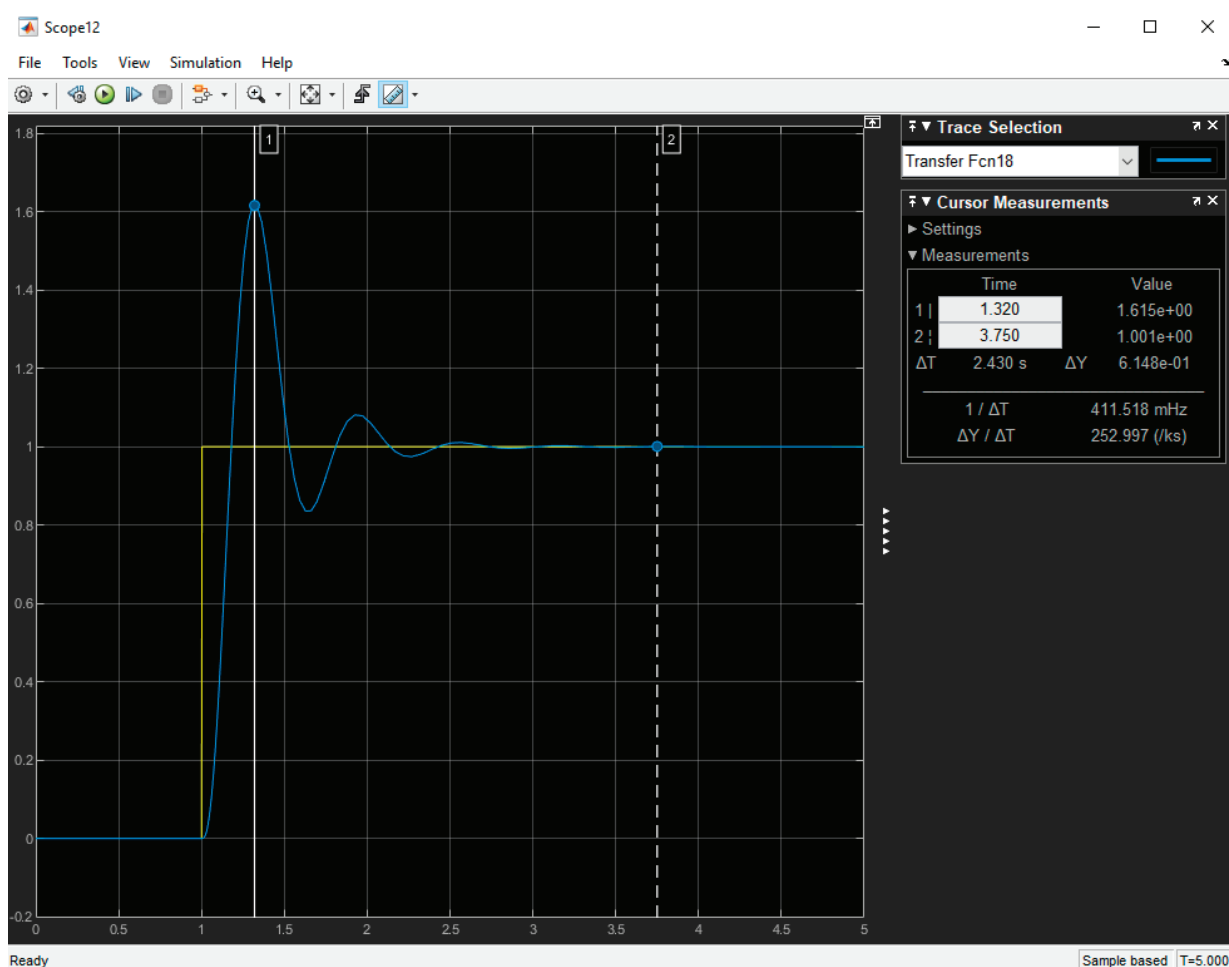 Scope12
File Tools View Simulation Help
1.8
1.6
1.4
1.2
1
0.8
0.6
0.4
0.2
0
-0.2
0 0.5 1 1.5 2 2.5 3 3.5 4 4.5 5
1 2
Trace Selection
Transfer Fcn18
Cursor Measurements
Settings
Measurements
Time Value
1 | 1.320 1.615e+00
2 ¦ 3.750 1.001e+00
ΔT 2.430 s ΔY 6.148e-01
1 / ΔT 411.518 mHz
ΔY / ΔT 252.997 (/ks)
Ready Sample based T=5.000